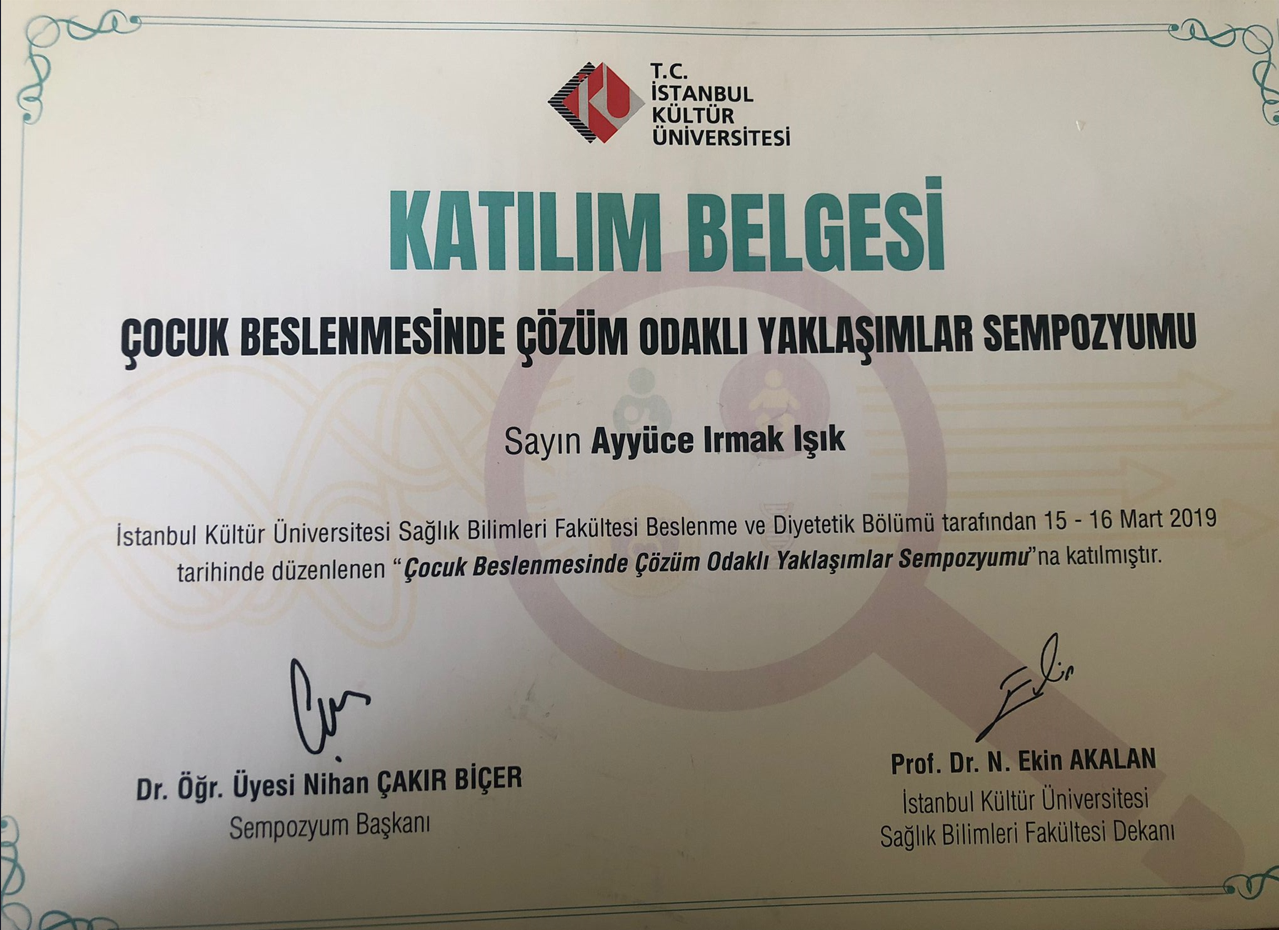 T.C.
İSTANBUL
KÜLTÜR
ÜNİVERSİTESİ
KATILIM BELGESİ
ÇOCUK BESLENMESİNDE ÇÖZÜM ODAKLI YAKLAŞIMLAR SEMPOZYUMU
Sayın Ayyüce Irmak Işık
İstanbul Kültür Üniversitesi Sağlık Bilimleri Fakültesi Beslenme ve Diyetetik Bölümü tarafından 15 - 16 Mart 2019
tarihinde düzenlenen “Çocuk Beslenmesinde Çözüm Odaklı Yaklaşımlar Sempozyumu”na katılmıştır.
Dr. Öğr. Üyesi Nihan ÇAKIR BİÇER
Sempozyum Başkanı
Prof. Dr. N. Ekin AKALAN
İstanbul Kültür Üniversitesi
Sağlık Bilimleri Fakültesi Dekanı